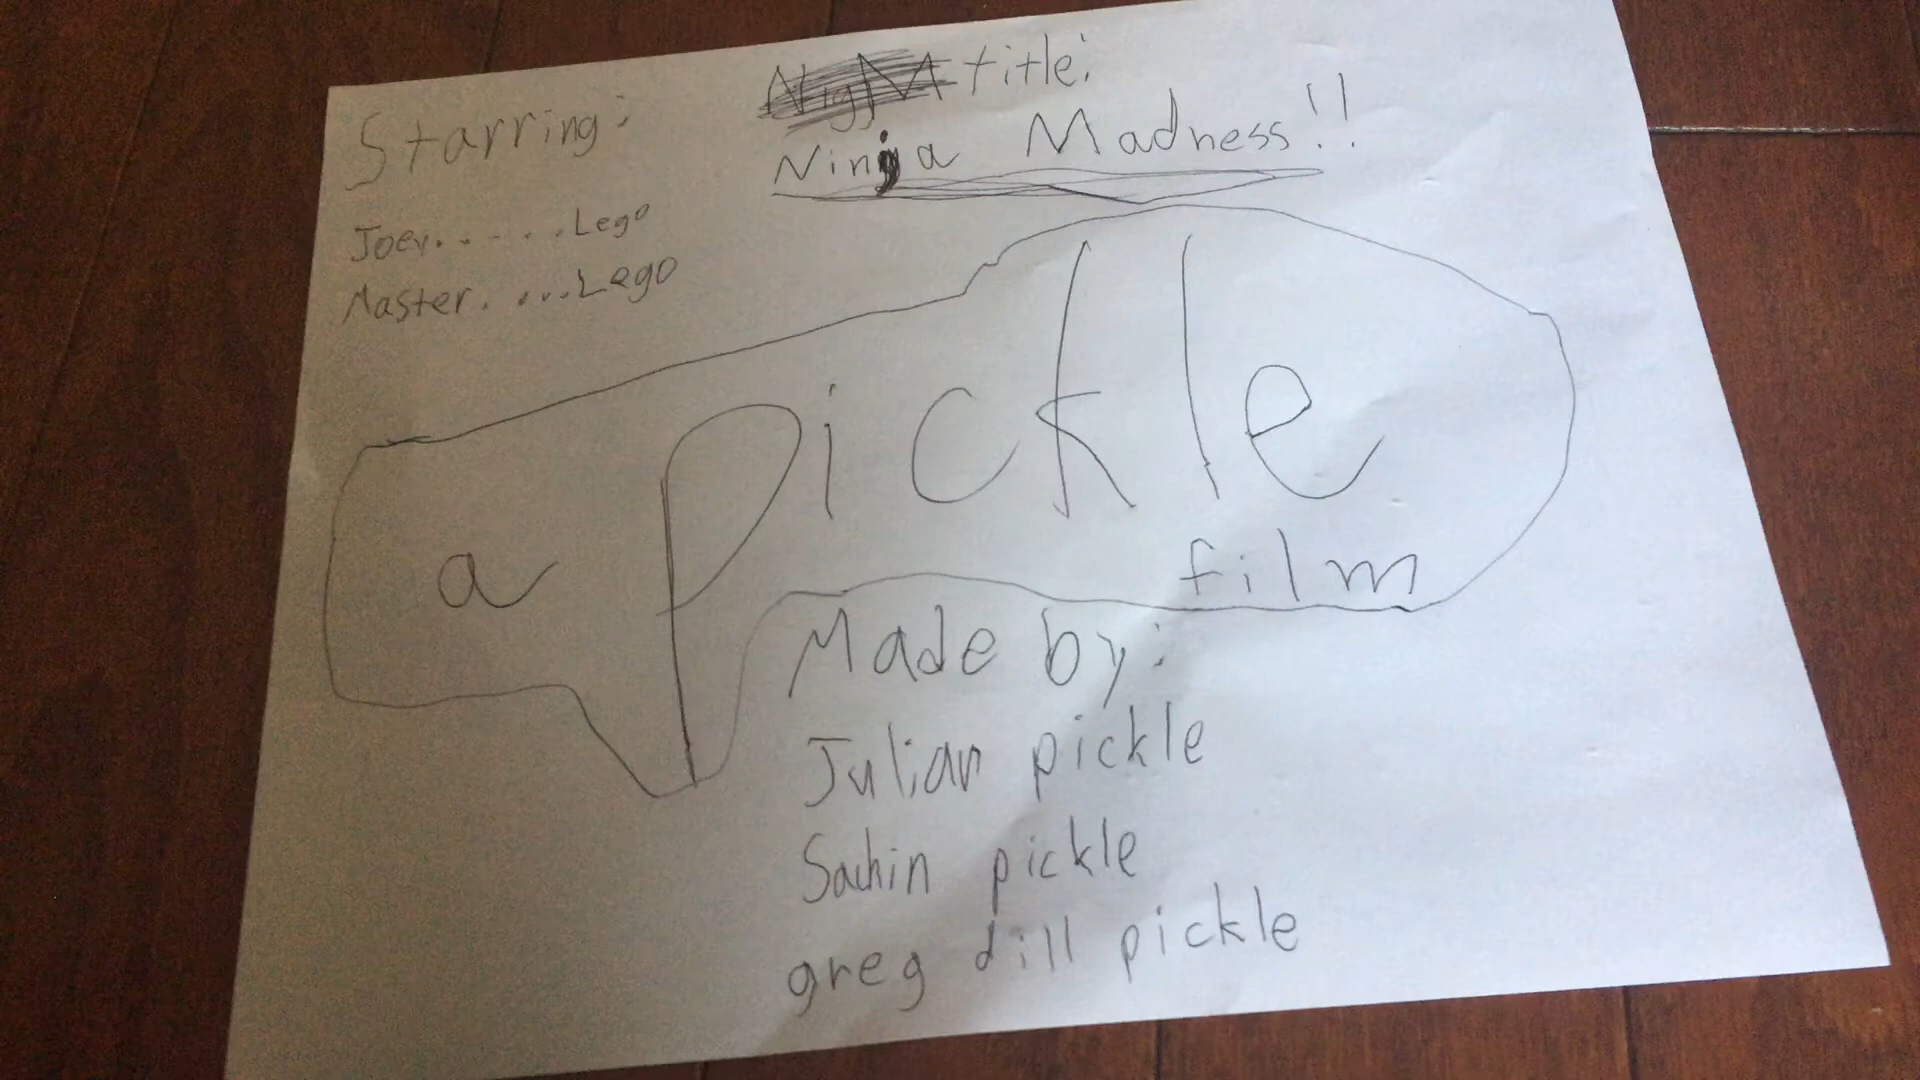 title:
Ninja Madness!!
Starring:
Joey......Lego
Master....Lego
a pickle
film
Made by:
Julian pickle
Sachin pickle
greg dill pickle